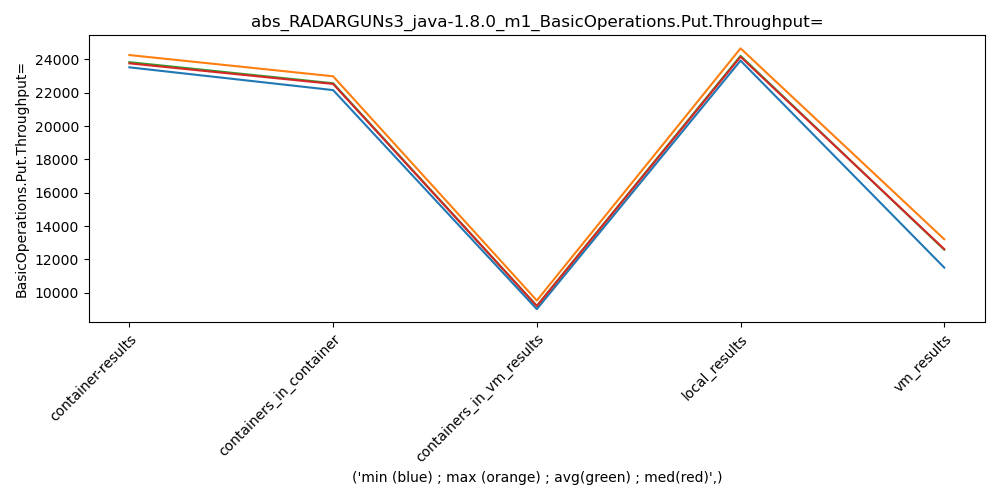 abs_RADARGUNs3_java-1.8.0_m1_BasicOperations.Put.Throughput=
BasicOperations.Put.Throughput=
24000
22000
20000
18000
16000
14000
12000
10000
container-results
containers_in_container
containers_in_vm_results
local_results
vm_results
('min (blue) ; max (orange) ; avg(green) ; med(red)',)